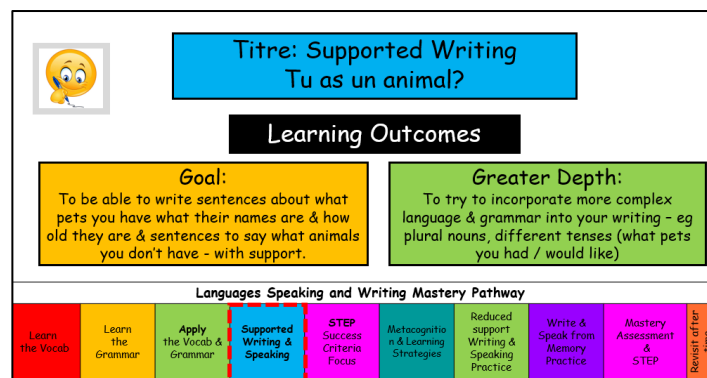 Titre: Supported Writing
Tu as un animal?
Learning Outcomes
Goal:
To be able to write sentences about what
pets you have what their names are & how
old they are & sentences to say what animals
you don't have - with support.
Greater Depth:
To try to incorporate more complex
language & grammar into your writing – eg
plural nouns, different tenses (what pets
you had / would like)
Languages Speaking and Writing Mastery Pathway
Learn
the Vocab
Learn
the
Grammar
Apply
the Vocab &
Grammar
Supported
Writing &
Speaking
STEP
Success
Criteria
Focus
Metacognitio
n & Learning
Strategies
Reduced
support
Writing &
Speaking
Practice
Write &
Speak from
Memory
Practice
Mastery
Assessment
&
STEP
Revisit after
time